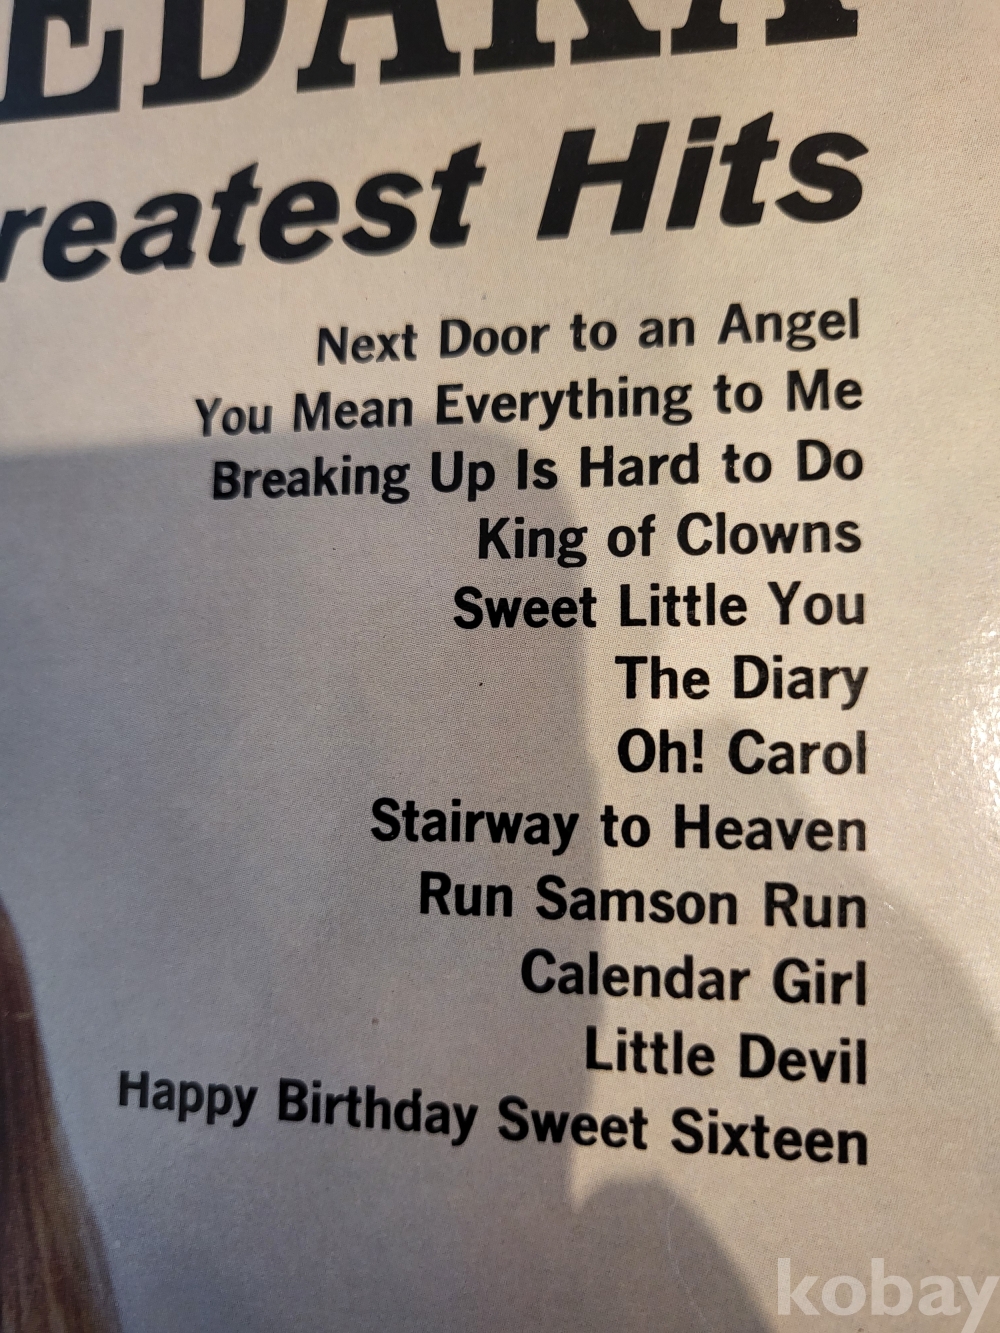 EDAKA
reatest Hits
Next Door to an Angel
You Mean Everything to Me
Breaking Up Is Hard to Do
King of Clowns
Sweet Little You
The Diary
Oh! Carol
Stairway to Heaven
Run Samson Run
Calendar Girl
Little Devil
Happy Birthday Sweet Sixteen
kobay